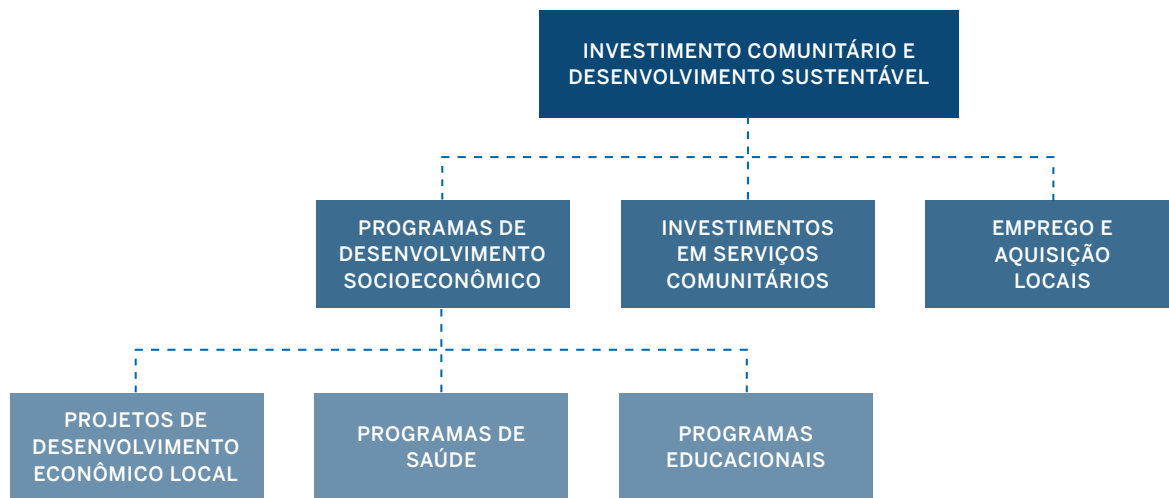 INVESTIMENTO COMUNITÁRIO E
DESENVOLVIMENTO SUSTENTÁVEL
PROGRAMAS DE
DESENVOLVIMENTO
SOCIOECONÔMICO
INVESTIMENTOS
EM SERVIÇOS
COMUNITÁRIOS
EMPREGO E
AQUISIÇÃO
LOCAIS
PROJETOS DE
DESENVOLVIMENTO
ECONÔMICO LOCAL
PROGRAMAS DE
SAÚDE
PROGRAMAS
EDUCACIONAIS